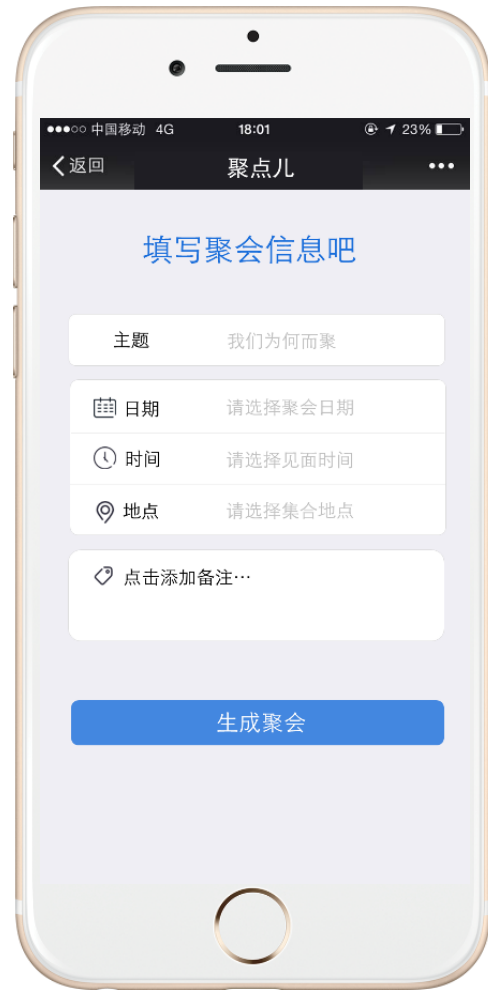 中国移动 4G 18:01 23%
返回 聚点儿
填写聚会信息吧
主题 我们为何而聚
日期 请选择聚会日期
时间 请选择见面时间
地点 请选择集合地点
点击添加备注…
生成聚会